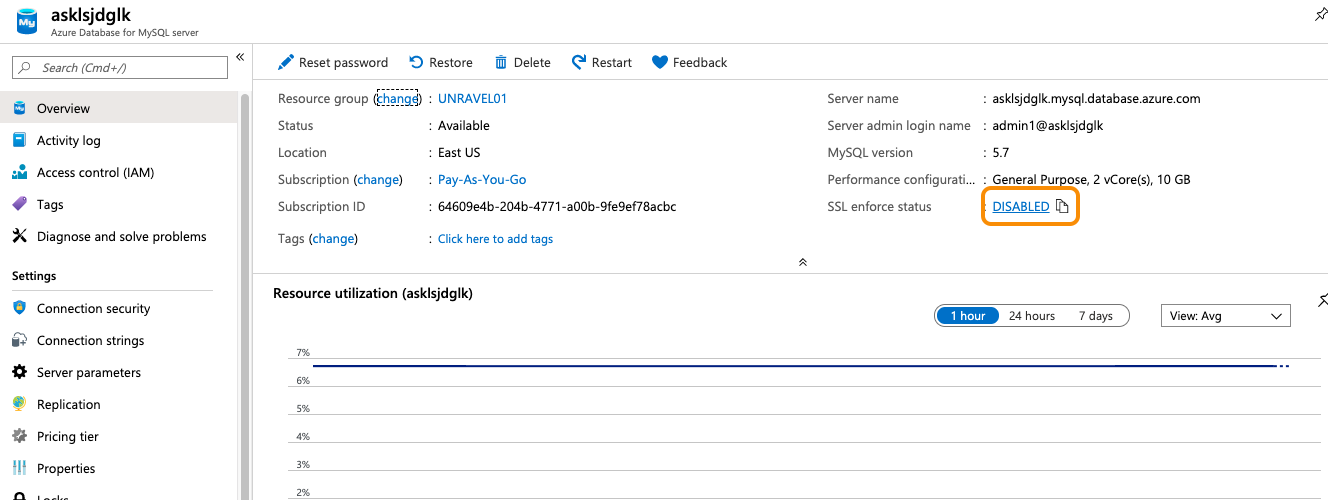 asklsjdglk
Azure Database for MySQL server
Search (Cmd+/)
«
Overview
Activity log
Access control (IAM)
Tags
Diagnose and solve problems
Settings
Connection security
Connection strings
Server parameters
Replication
Pricing tier
Properties
Locks
Reset password Restore Delete Restart Feedback
Resource group (change) : UNRAVEL01
Status : Available
Location : East US
Subscription (change) : Pay-As-You-Go
Subscription ID : 64609e4b-204b-4771-a00b-9fe9ef78acbc
Tags (change) : Click here to add tags
Server name : asklsjdglk.mysql.database.azure.com
Server admin login name : admin1@asklsjdglk
MySQL version : 5.7
Performance configurati... : General Purpose, 2 vCore(s), 10 GB
SSL enforce status : DISABLED
Resource utilization (asklsjdglk)
1 hour 24 hours 7 days View: Avg
7%
6%
5%
4%
3%
2%